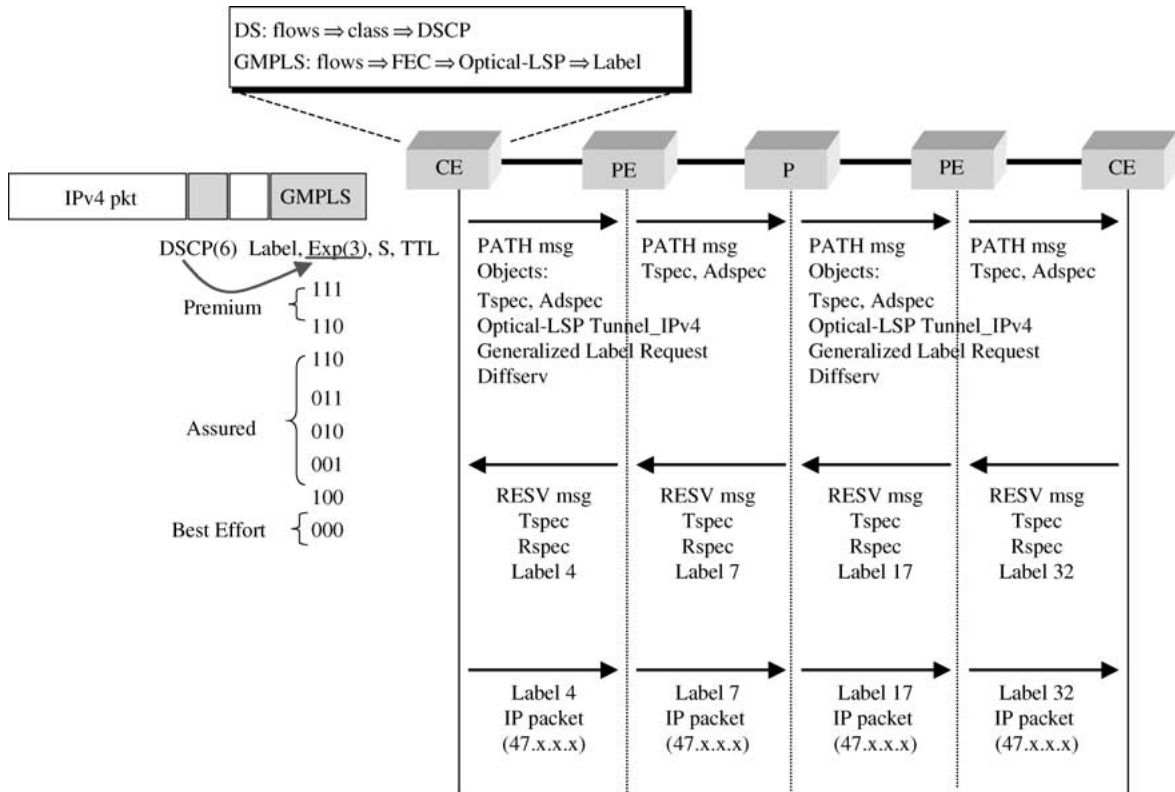 DS: flows ⇒ class ⇒ DSCP
GMPLS: flows ⇒ FEC ⇒ Optical-LSP ⇒ Label
CE
PE
P
PE
CE
IPv4 pkt
GMPLS
DSCP(6) Label, Exp(3), S, TTL
Premium
111
110
Assured
110
011
010
001
100
Best Effort
000
PATH msg
Objects:
Tspec, Adspec
Optical-LSP Tunnel_IPv4
Generalized Label Request
Diffserv
PATH msg
Tspec, Adspec
PATH msg
Objects:
Tspec, Adspec
Optical-LSP Tunnel_IPv4
Generalized Label Request
Diffserv
PATH msg
Tspec, Adspec
RESV msg
Tspec
Rspec
Label 4
RESV msg
Tspec
Rspec
Label 7
RESV msg
Tspec
Rspec
Label 17
RESV msg
Tspec
Rspec
Label 32
Label 4
IP packet
(47.x.x.x)
Label 7
IP packet
(47.x.x.x)
Label 17
IP packet
(47.x.x.x)
Label 32
IP packet
(47.x.x.x)